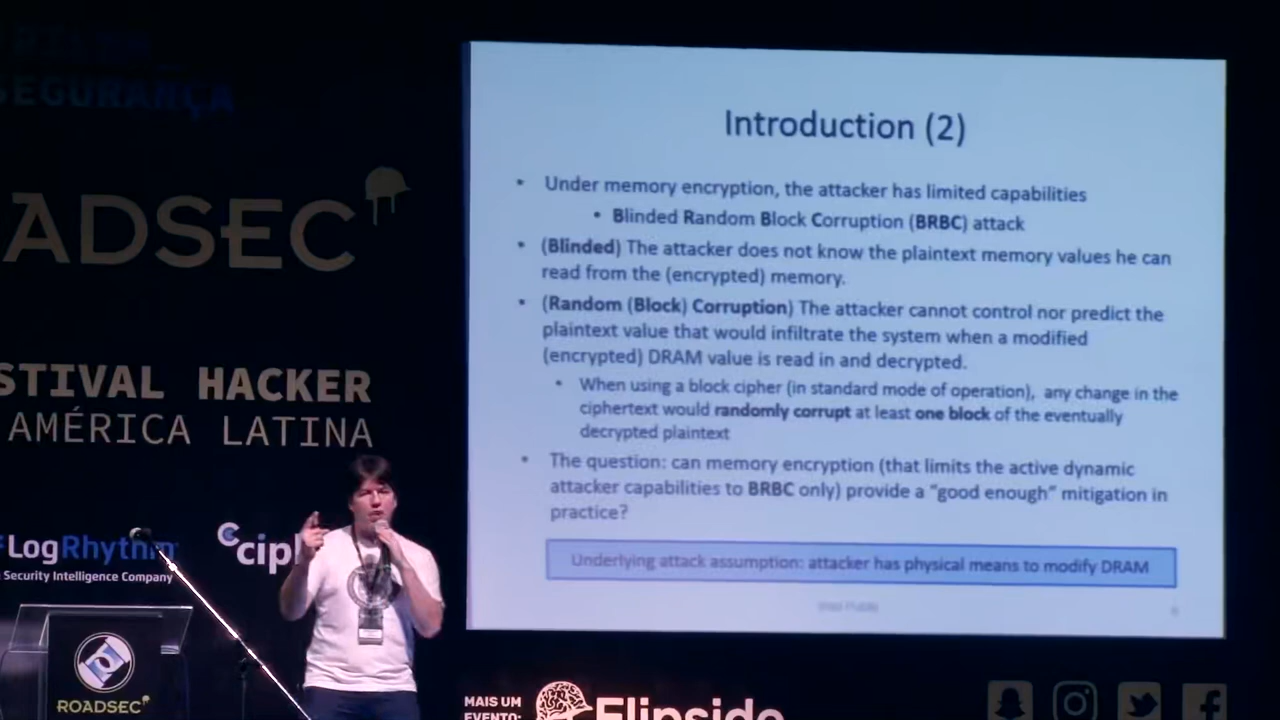 SEGURANÇA
ADSEC
STIVAL HACKER
AMÉRICA LATINA
LogRhythm
Security Intelligence Company
cip
ROADSEC
Introduction (2)
• Under memory encryption, the attacker has limited capabilities
• Blinded Random Block Corruption (BRBC) attack
• (Blinded) The attacker does not know the plaintext memory values he can
read from the (encrypted) memory.
• (Random (Block) Corruption) The attacker cannot control nor predict the
plaintext value that would infiltrate the system when a modified
(encrypted) DRAM value is read in and decrypted.
• When using a block cipher (in standard mode of operation), any change in the
ciphertext would randomly corrupt at least one block of the eventually
decrypted plaintext
• The question: can memory encryption (that limits the active dynamic
attacker capabilities to BRBC only) provide a “good enough” mitigation in
practice?
Underlying attack assumption: attacker has physical means to modify DRAM
Intel Public
MAIS UM
EVENTO:
Flipside